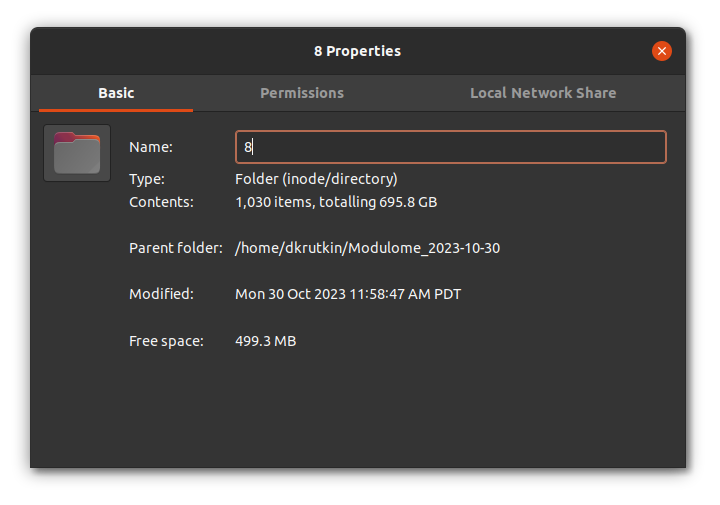 8 Properties
Basic Permissions Local Network Share
Name: 8
Type: Folder (inode/directory)
Contents: 1,030 items, totalling 695.8 GB
Parent folder: /home/dkrutkin/Modulome_2023-10-30
Modified: Mon 30 Oct 2023 11:58:47 AM PDT
Free space: 499.3 MB